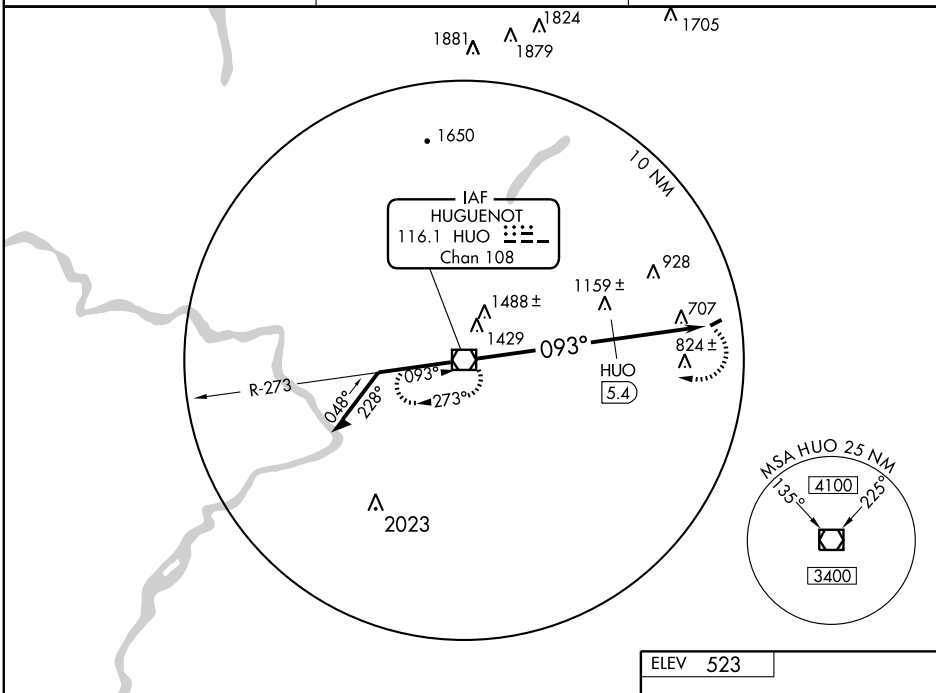 1824
1881
1879
1705
1650
10 NM
IAF
HUGUENOT
116.1 HUO
Chan 108
928
1159 ±
1488 ±
707
1429
093°
824 ±
HUO
5.4
R-273
093°
273°
048°
228°
2023
MSA HUO 25 NM
135°
4100
225°
3400
ELEV 523